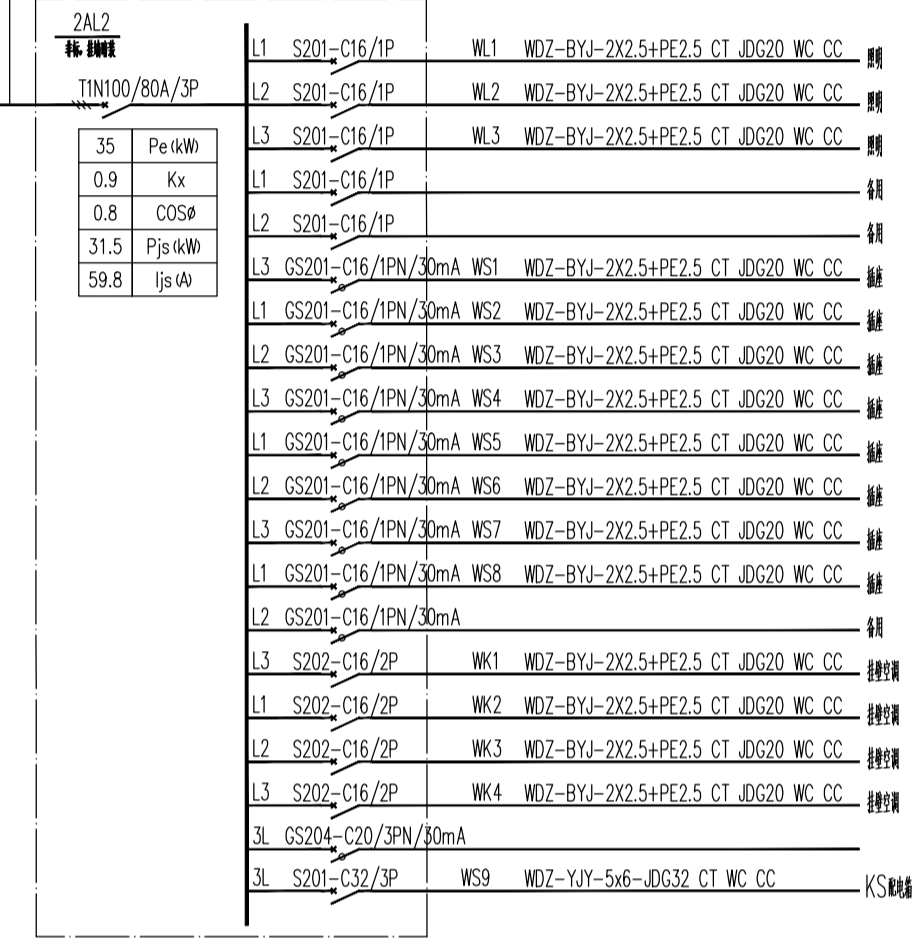 2AL2
非标 挂墙明装
T1N100/80A/3P
35 Pe(kW)
0.9 Kx
0.8 COSø
31.5 Pjs(kW)
59.8 Ijs(A)
L1 S201-C16/1P WL1 WDZ-BYJ-2X2.5+PE2.5 CT JDG20 WC CC 照明
L2 S201-C16/1P WL2 WDZ-BYJ-2X2.5+PE2.5 CT JDG20 WC CC 照明
L3 S201-C16/1P WL3 WDZ-BYJ-2X2.5+PE2.5 CT JDG20 WC CC 照明
L1 S201-C16/1P 备用
L2 S201-C16/1P 备用
L3 GS201-C16/1PN/30mA WS1 WDZ-BYJ-2X2.5+PE2.5 CT JDG20 WC CC 插座
L1 GS201-C16/1PN/30mA WS2 WDZ-BYJ-2X2.5+PE2.5 CT JDG20 WC CC 插座
L2 GS201-C16/1PN/30mA WS3 WDZ-BYJ-2X2.5+PE2.5 CT JDG20 WC CC 插座
L3 GS201-C16/1PN/30mA WS4 WDZ-BYJ-2X2.5+PE2.5 CT JDG20 WC CC 插座
L1 GS201-C16/1PN/30mA WS5 WDZ-BYJ-2X2.5+PE2.5 CT JDG20 WC CC 插座
L2 GS201-C16/1PN/30mA WS6 WDZ-BYJ-2X2.5+PE2.5 CT JDG20 WC CC 插座
L3 GS201-C16/1PN/30mA WS7 WDZ-BYJ-2X2.5+PE2.5 CT JDG20 WC CC 插座
L1 GS201-C16/1PN/30mA WS8 WDZ-BYJ-2X2.5+PE2.5 CT JDG20 WC CC 插座
L2 GS201-C16/1PN/30mA 备用
L3 S202-C16/2P WK1 WDZ-BYJ-2X2.5+PE2.5 CT JDG20 WC CC 挂壁空调
L1 S202-C16/2P WK2 WDZ-BYJ-2X2.5+PE2.5 CT JDG20 WC CC 挂壁空调
L2 S202-C16/2P WK3 WDZ-BYJ-2X2.5+PE2.5 CT JDG20 WC CC 挂壁空调
L3 S202-C16/2P WK4 WDZ-BYJ-2X2.5+PE2.5 CT JDG20 WC CC 挂壁空调
3L GS204-C20/3PN/30mA
3L S201-C32/3P WS9 WDZ-YJY-5x6-JDG32 CT WC CC KS配电箱